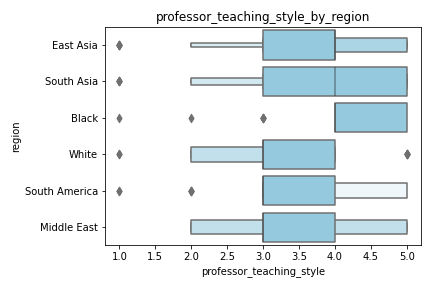 professor_teaching_style_by_region
East Asia
South Asia
Black
White
South America
Middle East
region
1.0 1.5 2.0 2.5 3.0 3.5 4.0 4.5 5.0
professor_teaching_style